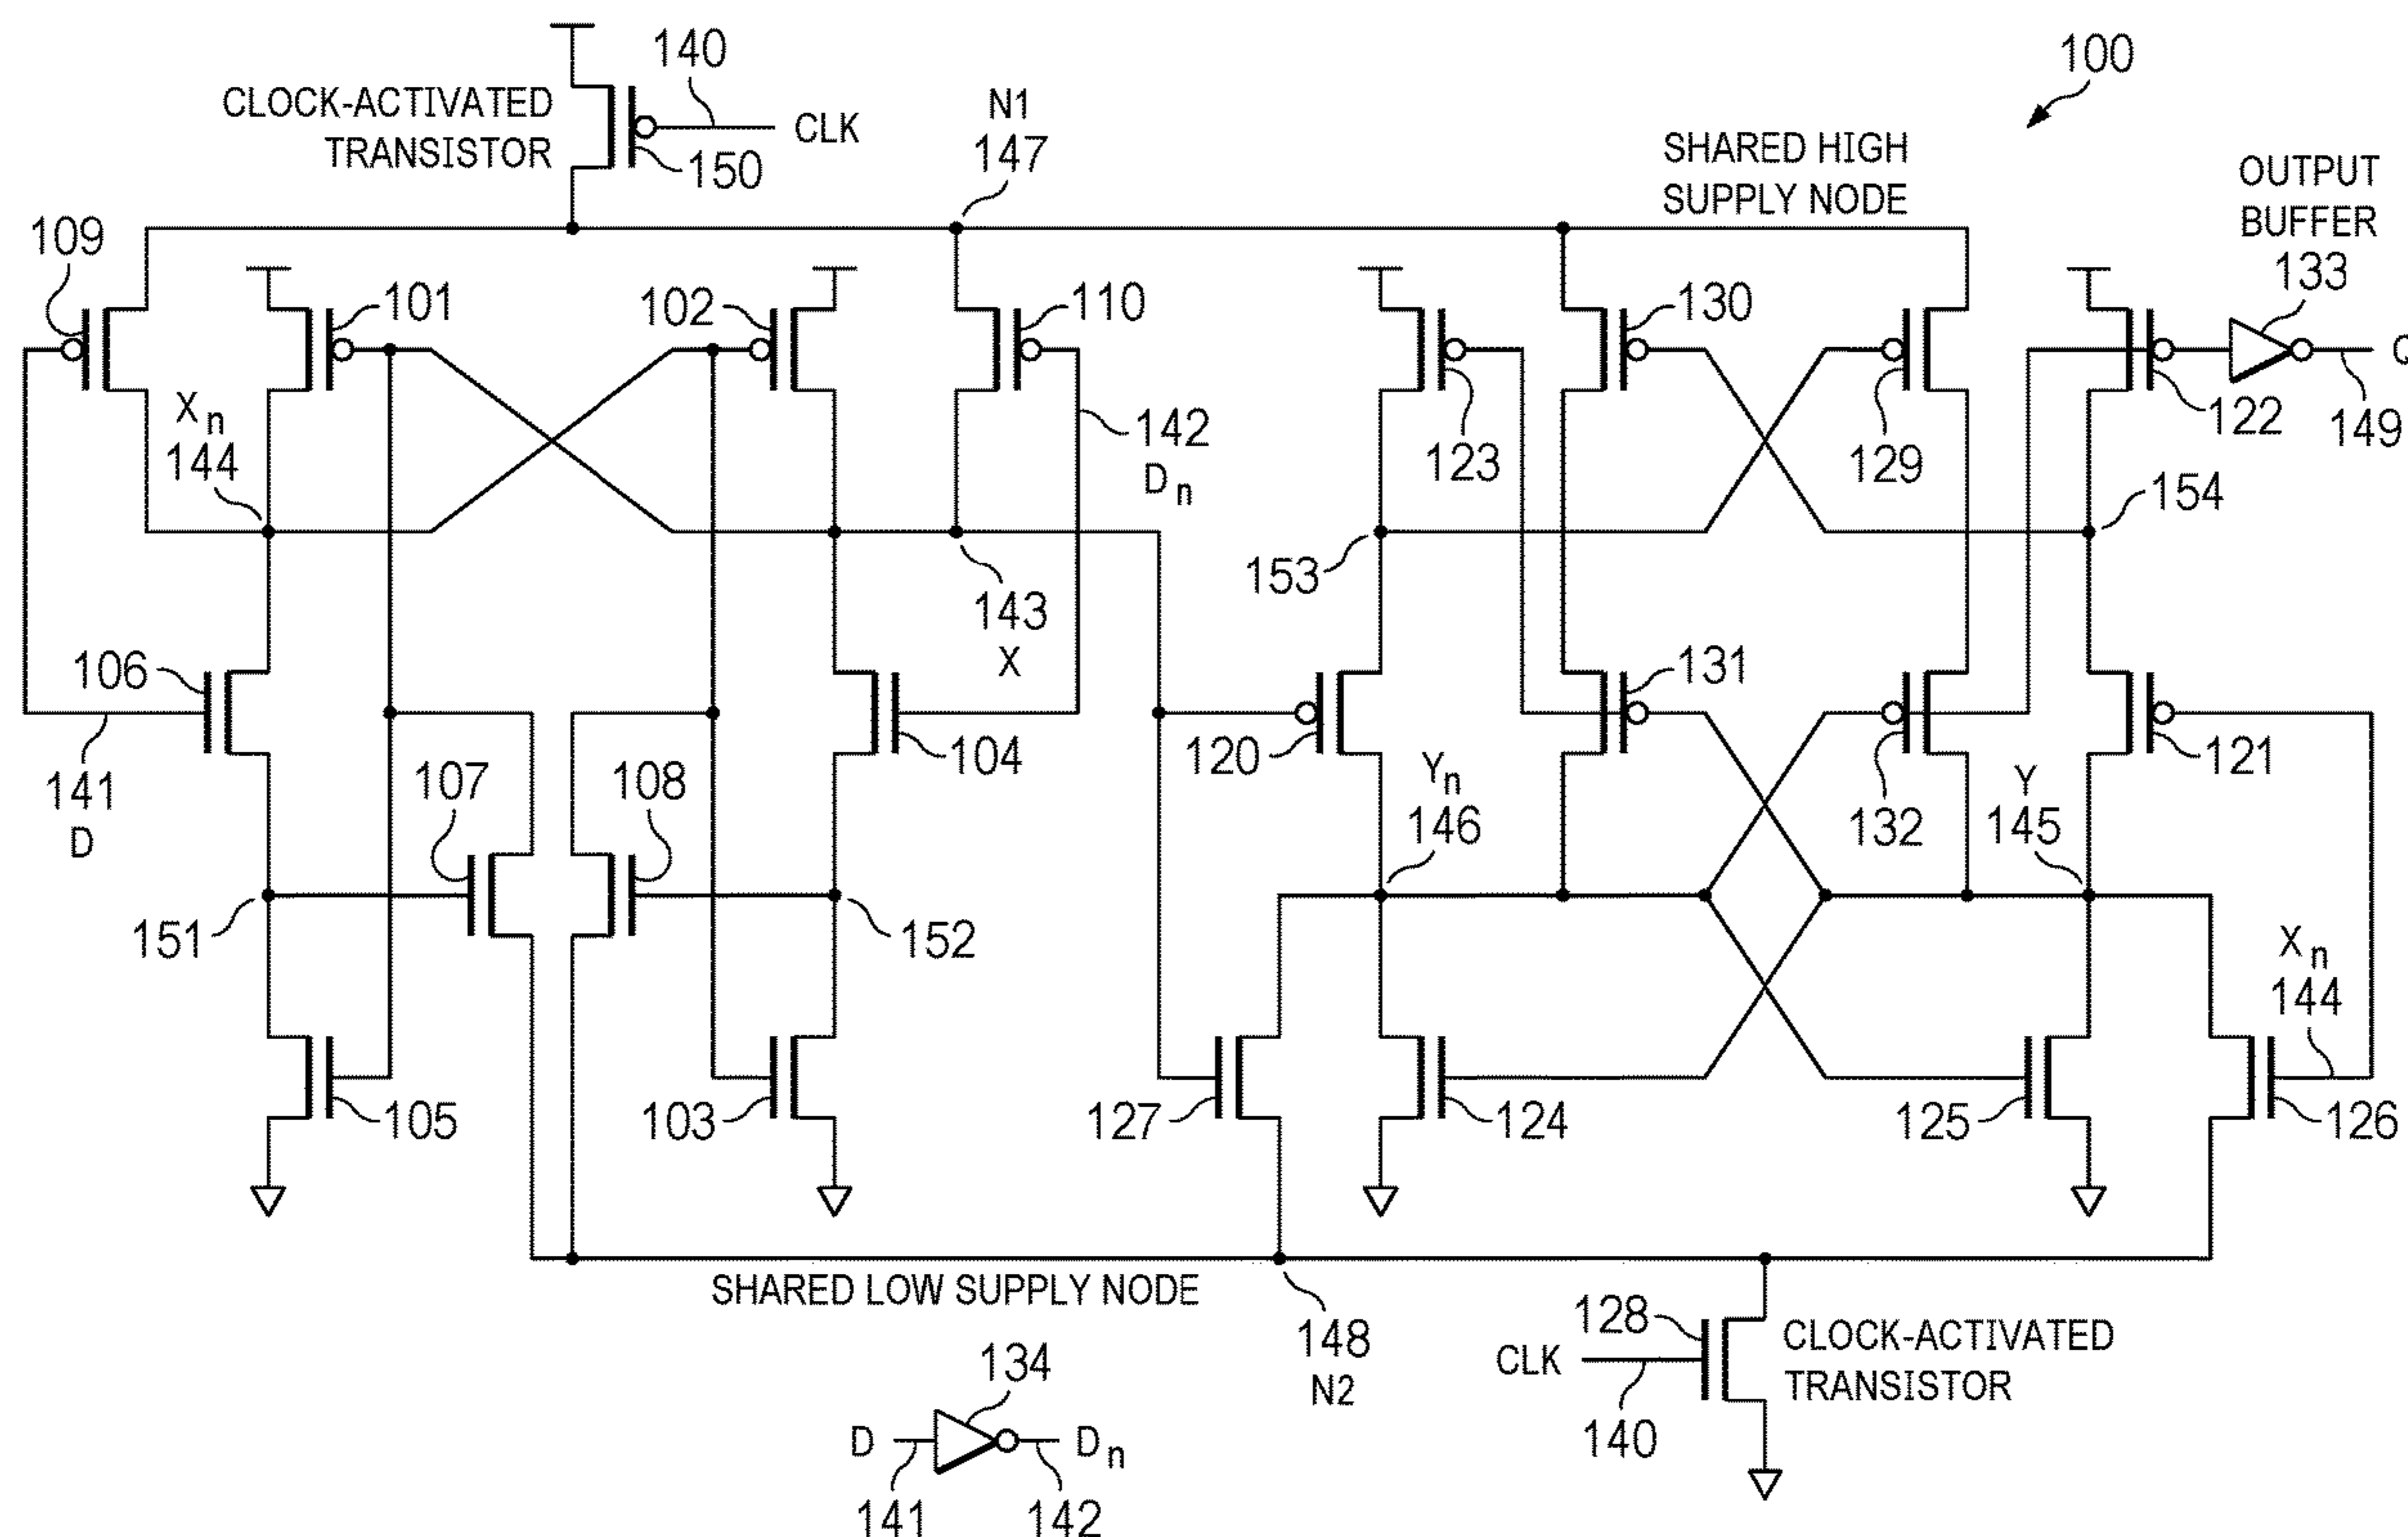 140
100
CLOCK-ACTIVATED
TRANSISTOR
CLK
N1
147
150
SHARED HIGH
SUPPLY NODE
OUTPUT
BUFFER
133
109
101
102
110
130
Q
Xn
144
142
Dn
123
129
122
149
154
153
143
X
106
131
141
D
107
108
104
120
Yn
146
132
Y
145
121
151
152
Xn
144
105
103
127
124
125
126
SHARED LOW SUPPLY NODE
148
N2
128
CLK
140
CLOCK-ACTIVATED
TRANSISTOR
134
D
Dn
141
142